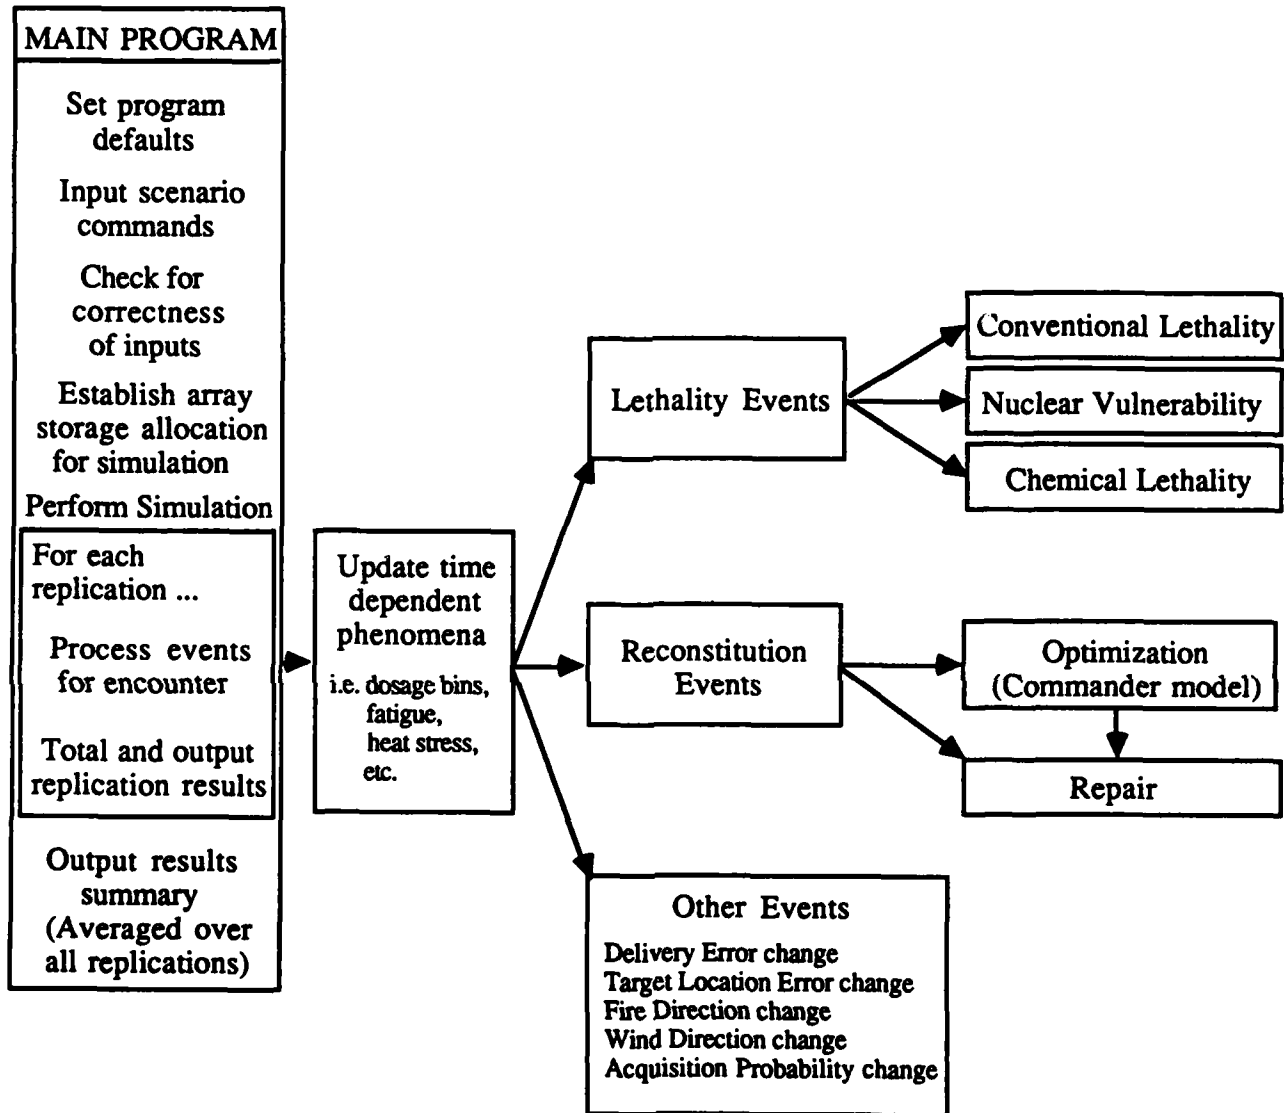 MAIN PROGRAM
Set program
defaults
Input scenario
commands
Check for
correctness
of inputs
Establish array
storage allocation
for simulation
Perform Simulation
For each
replication ...
Process events
for encounter
Total and output
replication results
Output results
summary
(Averaged over
all replications)
Update time
dependent
phenomena
i.e. dosage bins,
fatigue,
heat stress,
etc.
Lethality Events
Conventional Lethality
Nuclear Vulnerability
Chemical Lethality
Reconstitution
Events
Optimization
(Commander model)
Repair
Other Events
Delivery Error change
Target Location Error change
Fire Direction change
Wind Direction change
Acquisition Probability change